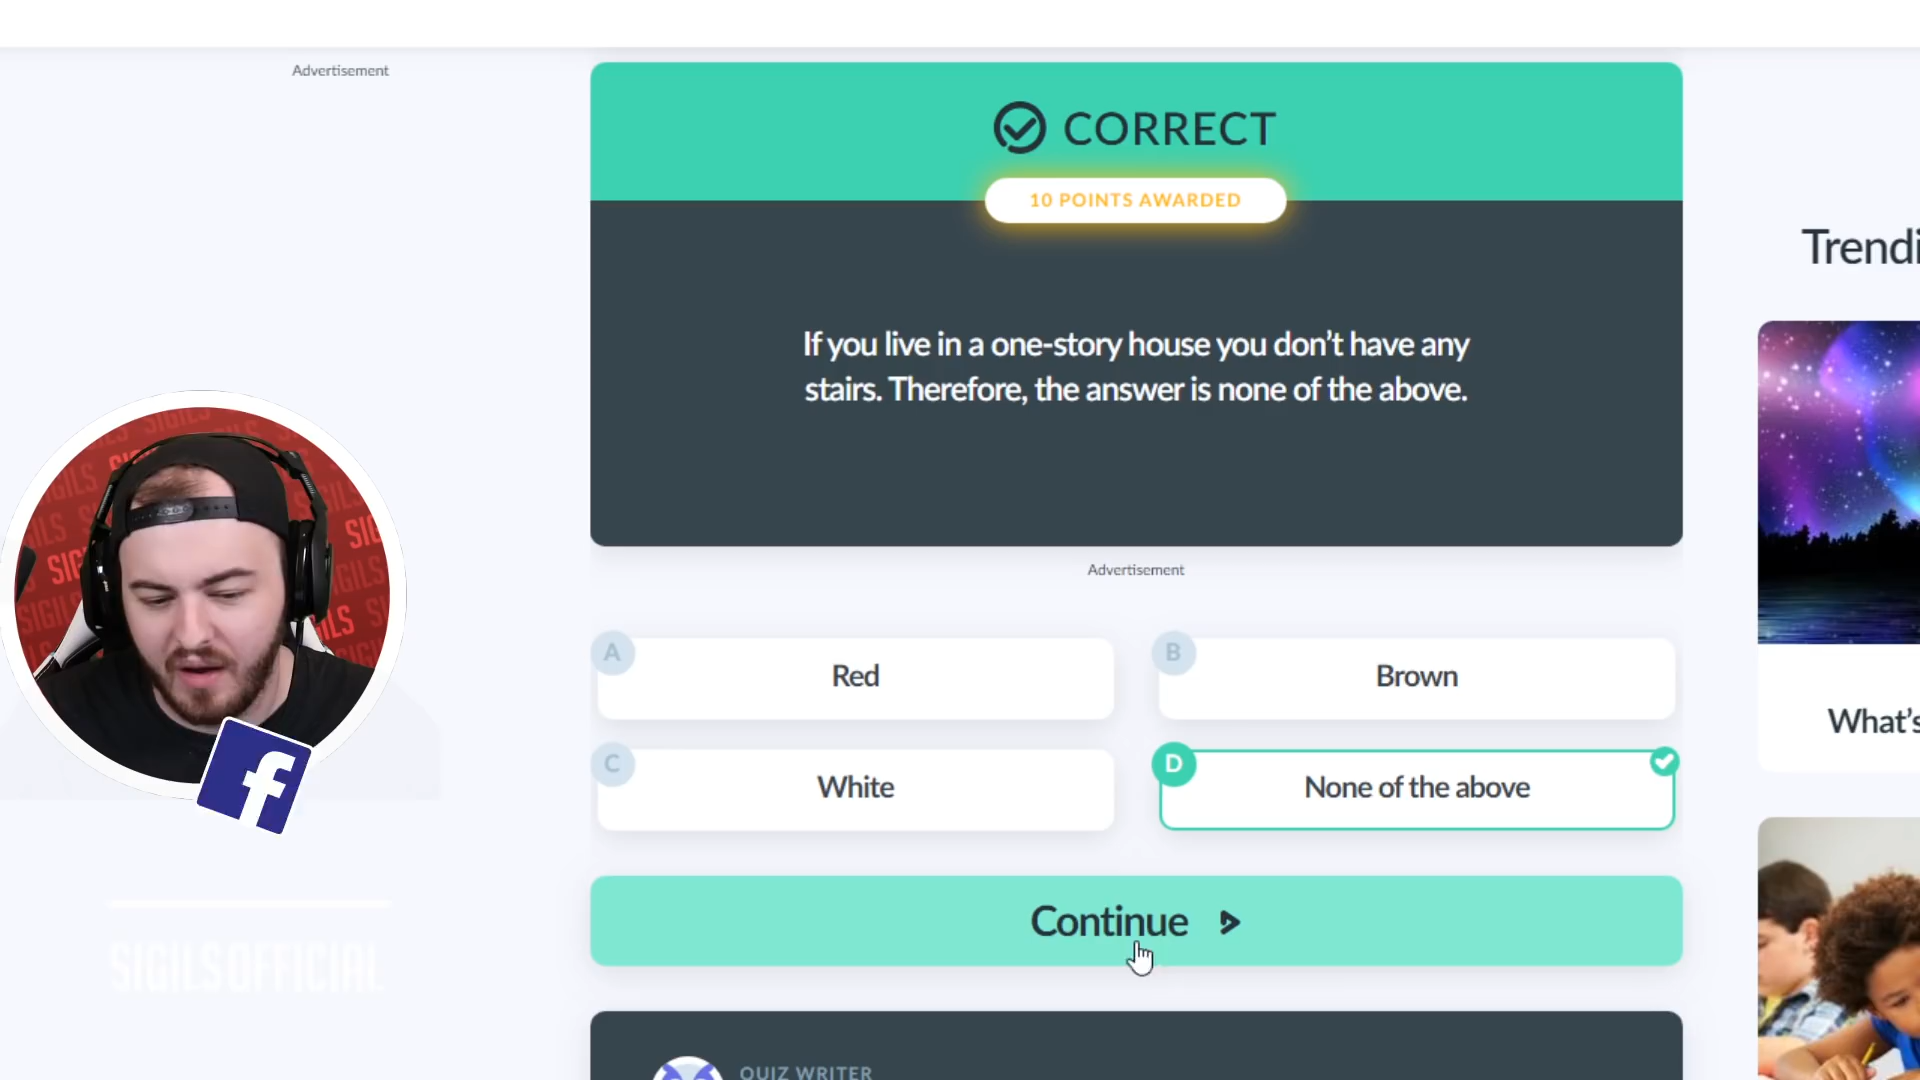 Advertisement
CORRECT
10 POINTS AWARDED
Trendi
If you live in a one-story house you don't have any
stairs. Therefore, the answer is none of the above.
Advertisement
A
Red
B
Brown
C
White
D
None of the above
What's
Continue
SIGILSOFFICIAL
QUIZ WRITER
SIGILS
SIGILS